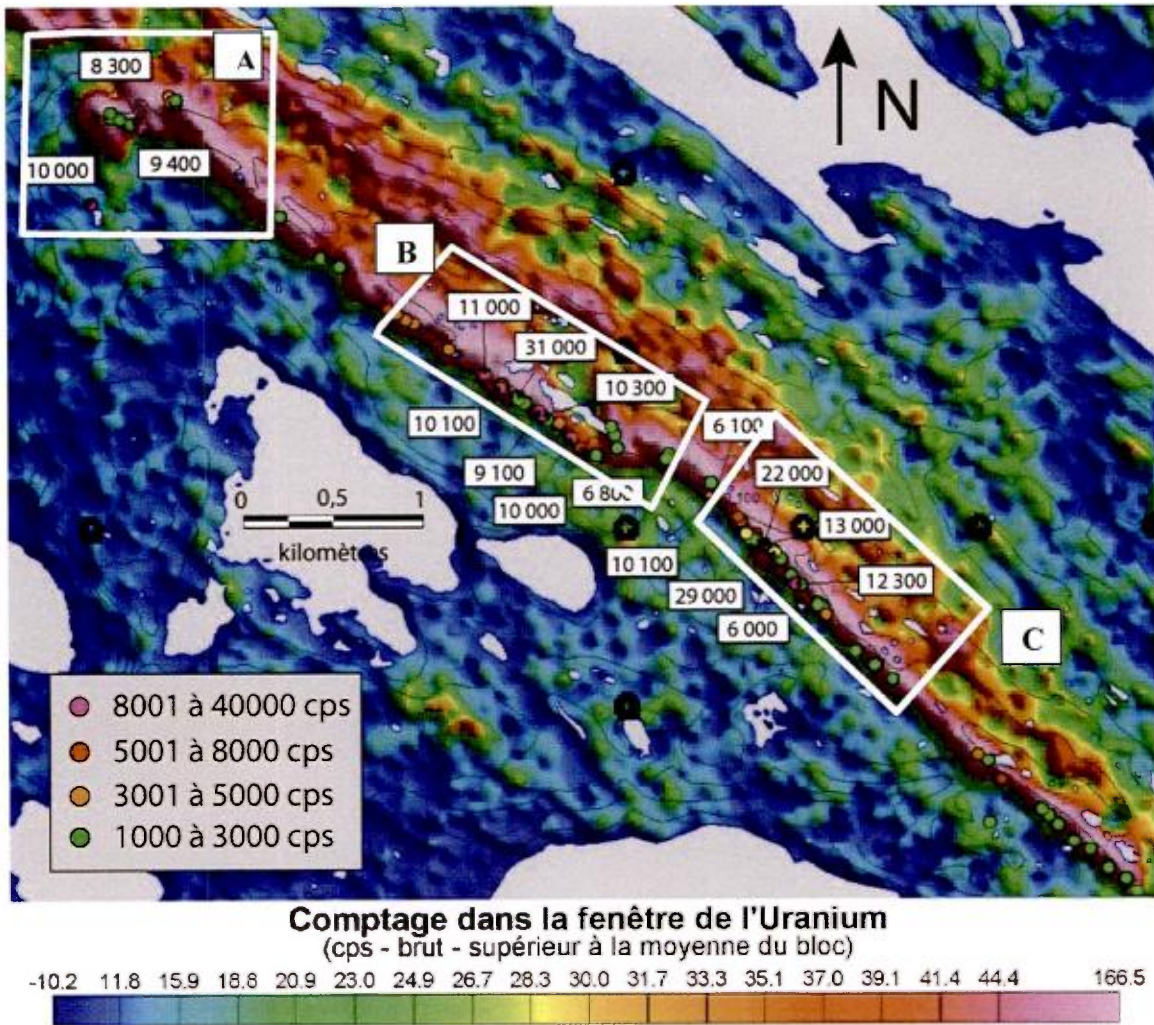 A
8 300
N
10 000
9 400
B
11 000
31 000
10 300
10 100
6 100
9 100
22 000
0 0,5 1
6 800
10 000
13 000
kilomètres
10 100
12 300
29 000
6 000
C
8001 à 40000 cps
5001 à 8000 cps
3001 à 5000 cps
1000 à 3000 cps
Comptage dans la fenêtre de l'Uranium
(cps - brut - supérieur à la moyenne du bloc)
-10.2 11.8 15.9 18.8 20.9 23.0 24.9 26.7 28.3 30.0 31.7 33.3 35.1 37.0 39.1 41.4 44.4 166.5